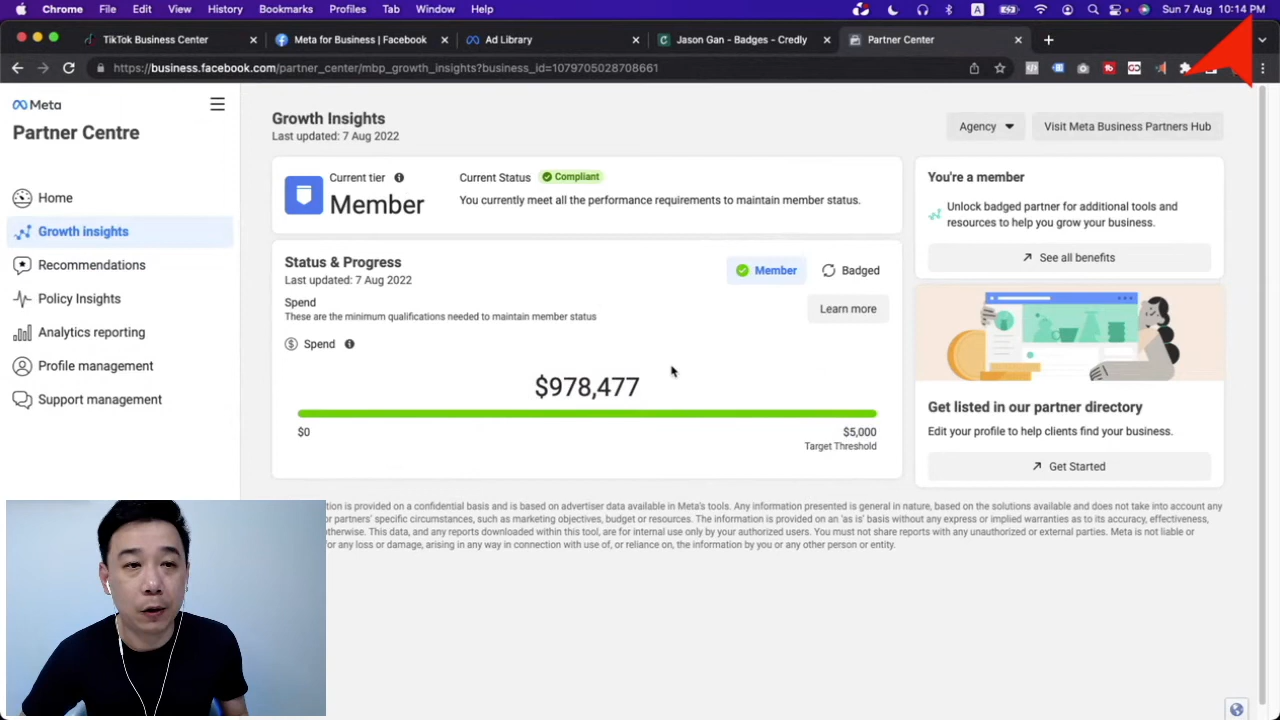 Chrome File Edit View History Bookmarks Profiles Tab Window Help
A Sun 7 Aug 10:14 PM
TikTok Business Center
Meta for Business | Facebook
Ad Library
Jason Gan - Badges - Credly
Partner Center
https://business.facebook.com/partner_center/mbp_growth_insights?business_id=1079705028708661
Meta
Partner Centre
Home
Growth insights
Recommendations
Policy Insights
Analytics reporting
Profile management
Support management
Growth Insights
Last updated: 7 Aug 2022
Agency
Visit Meta Business Partners Hub
Current tier
Member
Current Status Compliant
You currently meet all the performance requirements to maintain member status.
Status & Progress
Last updated: 7 Aug 2022
Member
Badged
Spend
These are the minimum qualifications needed to maintain member status
Learn more
Spend
$978,477
$0
$5,000
Target Threshold
You're a member
Unlock badged partner for additional tools and
resources to help you grow your business.
See all benefits
Get listed in our partner directory
Edit your profile to help clients find your business.
Get Started
is provided on a confidential basis and is based on advertiser data available in Meta's tools. Any information presented is general in nature, based on the solutions available and does not take into account any
or partners' specific circumstances, such as marketing objectives, budget or resources. The information is provided on an 'as is' basis without any express or implied warranties as to its accuracy, effectiveness,
This data, and any reports downloaded within this tool, are for internal use only by your authorized users. You must not share reports with any unauthorized or external parties. Meta is not liable or
for any loss or damage, arising in any way in connection with use of, or reliance on, the information by you or any other person or entity.